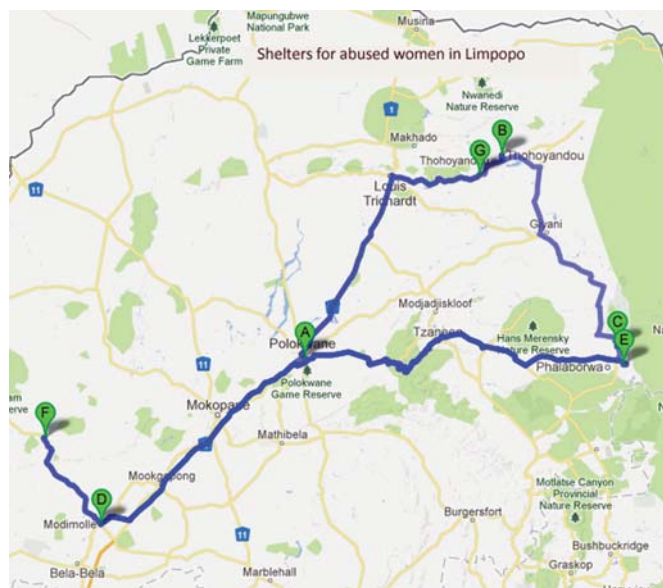 Mapungubwe
National Park
Lekkerpoet
Private
Game Farm
Musina
Shelters for abused women in Limpopo
Nwanedi
Nature Reserve
1
B
Makhado
G
Thohoyandou
Thohoyandou
11
Louis
Trichardt
Giyani
Modjadjiskloof
A
C
Polokwane
Tzaneen
Hans Merensky
Nature Reserve
E
11
Phalaborwa
Polokwane
Game Reserve
F
Mokopane
Mathibela
Mookgopong
D
Modimolle
Motlatse Canyon
Provincial
Nature Reserve
Burgersfort
11
Bushbuckridge
Bela-Bela
Marblehall
Graskop